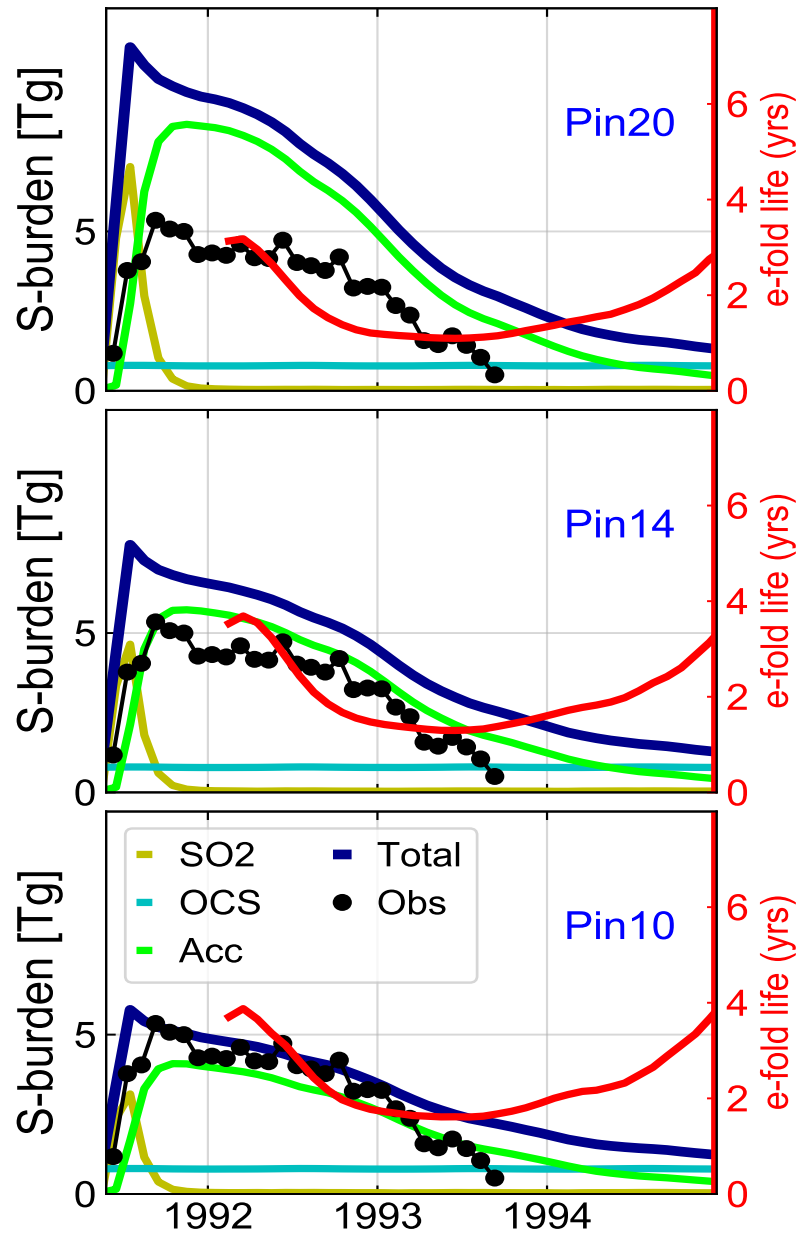 S-burden [Tg]
5
0
Pin20
6
4
2
0
e-fold life (yrs)
S-burden [Tg]
5
0
Pin14
6
4
2
0
e-fold life (yrs)
S-burden [Tg]
5
0
SO2
Total
OCS
Obs
Acc
Pin10
6
4
2
0
e-fold life (yrs)
1992
1993
1994